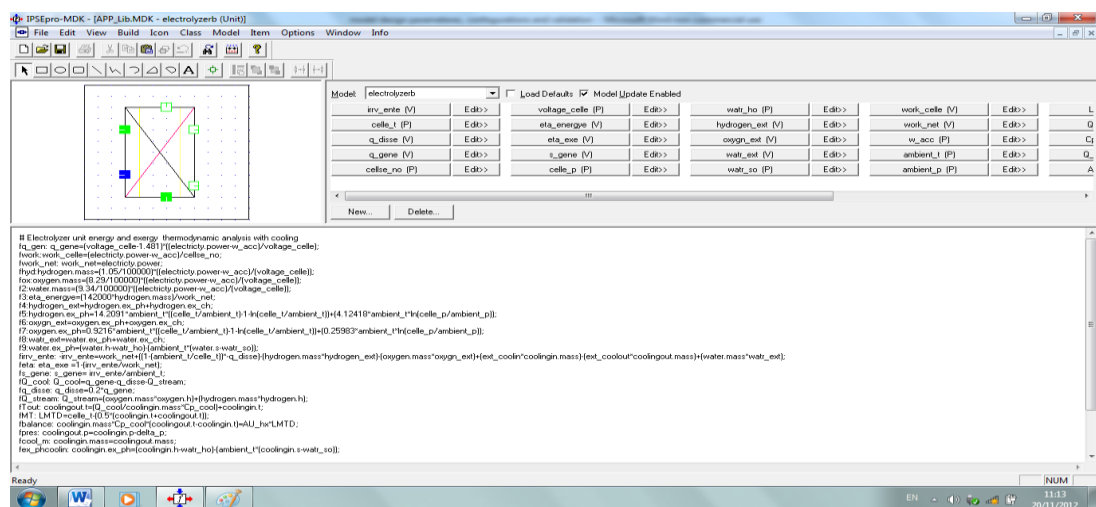 IPSEpro-MDK - [APP_Lib.MDK - electrolyzerb (Unit)]
File Edit View Build Icon Class Model Item Options Window Info
Model: electrolyzerb Load Defaults Model Update Enabled
irrv_ente (V) Edit>> voltage_celle (P) Edit>> watr_ho (P) Edit>> work_celle (V) Edit>> L
celle_t (P) Edit>> eta_energye (V) Edit>> hydrogen_ext (V) Edit>> work_net (V) Edit>> Q
q_disse (V) Edit>> eta_exe (V) Edit>> oxygn_ext (V) Edit>> w_acc (P) Edit>> Cp
q_gene (V) Edit>> s_gene (V) Edit>> watr_ext (V) Edit>> ambient_t (P) Edit>> Q_
cellse_no (P) Edit>> celle_p (P) Edit>> watr_so (P) Edit>> ambient_p (P) Edit>> A
New... Delete...
# Electrolyzer unit energy and exergy thermodynamic analysis with cooling
fq_gen: q_gene=(voltage_celle-1.481)*((electricty.power-w_acc)/voltage_celle);
fwork:work_celle=(electricty.power-w_acc)/cellse_no;
fwork_net: work_net=electricty.power;
fhyd:hydrogen.mass=(1.05/100000)*((electricty.power-w_acc)/(voltage_celle));
fox:oxygen.mass=(8.29/100000)*((electricty.power-w_acc)/(voltage_celle));
f2:water.mass=(9.34/100000)*((electricty.power-w_acc)/(voltage_celle));
f3:eta_energye=(142000*hydrogen.mass)/work_net;
f4:hydrogen_ext=hydrogen.ex_ph+hydrogen.ex_ch;
f5:hydrogen.ex_ph=14.2091*ambient_t*((celle_t/ambient_t)-1-ln(celle_t/ambient_t))+(4.12418*ambient_t*ln(celle_p/ambient_p));
f6:oxygn_ext=oxygen.ex_ph+oxygen.ex_ch;
f7:oxygen.ex_ph=0.9216*ambient_t*((celle_t/ambient_t)-1-ln(celle_t/ambient_t))+(0.25983*ambient_t*ln(celle_p/ambient_p));
f8:watr_ext=water.ex_ph+water.ex_ch;
f9:water.ex_ph=(water.h-watr_ho)-(ambient_t*(water.s-watr_so));
firrv_ente: -irrv_ente=work_net+((1-(ambient_t/celle_t))*-q_disse)-(hydrogen.mass*hydrogen_ext)-(oxygen.mass*oxygn_ext)+(ext_coolin*coolingin.mass)-(ext_coolout*coolingout.mass)+(water.mass*watr_ext);
feta: eta_exe =1-(irrv_ente/work_net);
fs_gene: s_gene= irrv_ente/ambient_t;
fQ_cool: Q_cool=q_gene-q_disse-Q_stream;
fq_disse: q_disse=0.2*q_gene;
fQ_stream: Q_stream=(oxygen.mass*oxygen.h)+(hydrogen.mass*hydrogen.h);
fTout: coolingout.t=(Q_cool/coolingin.mass*Cp_cool)+coolingin.t;
fMT: LMTD=celle_t-(0.5*(coolingin.t+coolingout.t));
fbalance: coolingin.mass*Cp_cool*(coolingout.t-coolingin.t)=AU_hx*LMTD;
fpres: coolingout.p=coolingin.p-delta_p;
fcool_m: coolingin.mass=coolingout.mass;
fex_phcoolin: coolingin.ex_ph=(coolingin.h-watr_ho)-(ambient_t*(coolingin.s-watr_so));
Ready NUM
EN 11:13
20/11/2012